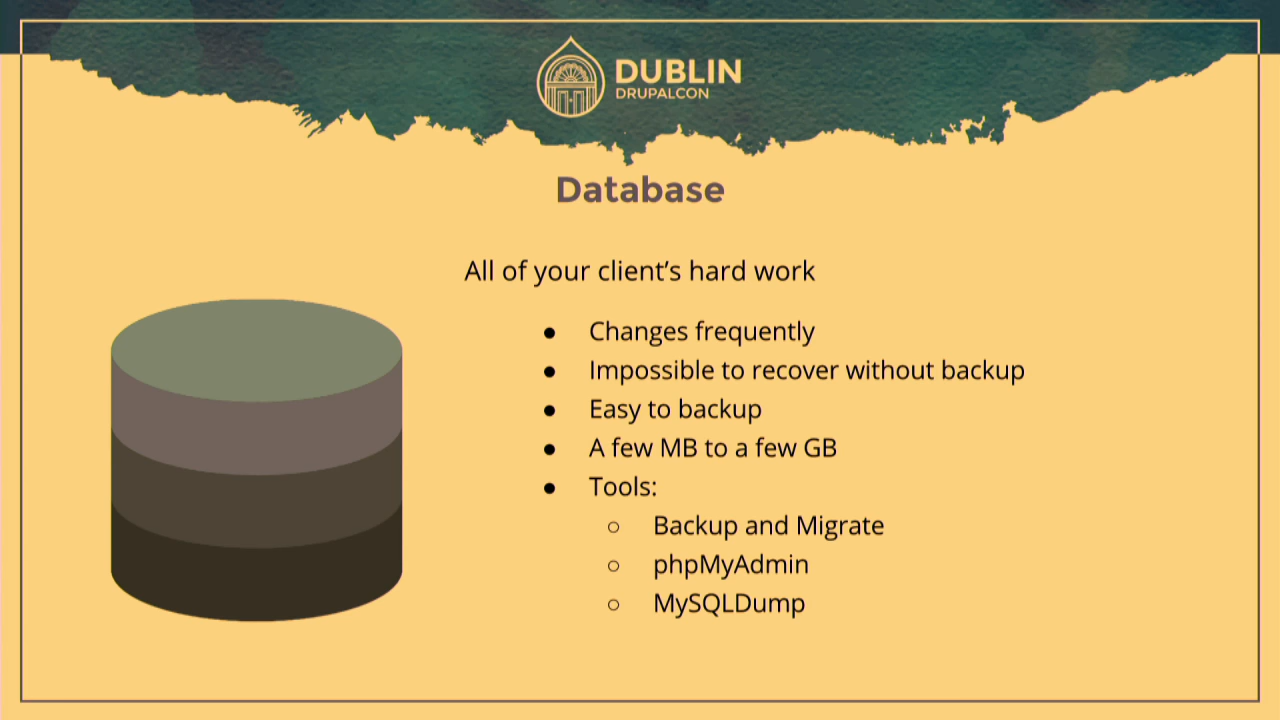 DUBLIN
DRUPALCON
Database
All of your client’s hard work
● Changes frequently
● Impossible to recover without backup
● Easy to backup
● A few MB to a few GB
● Tools:
○ Backup and Migrate
○ phpMyAdmin
○ MySQLDump